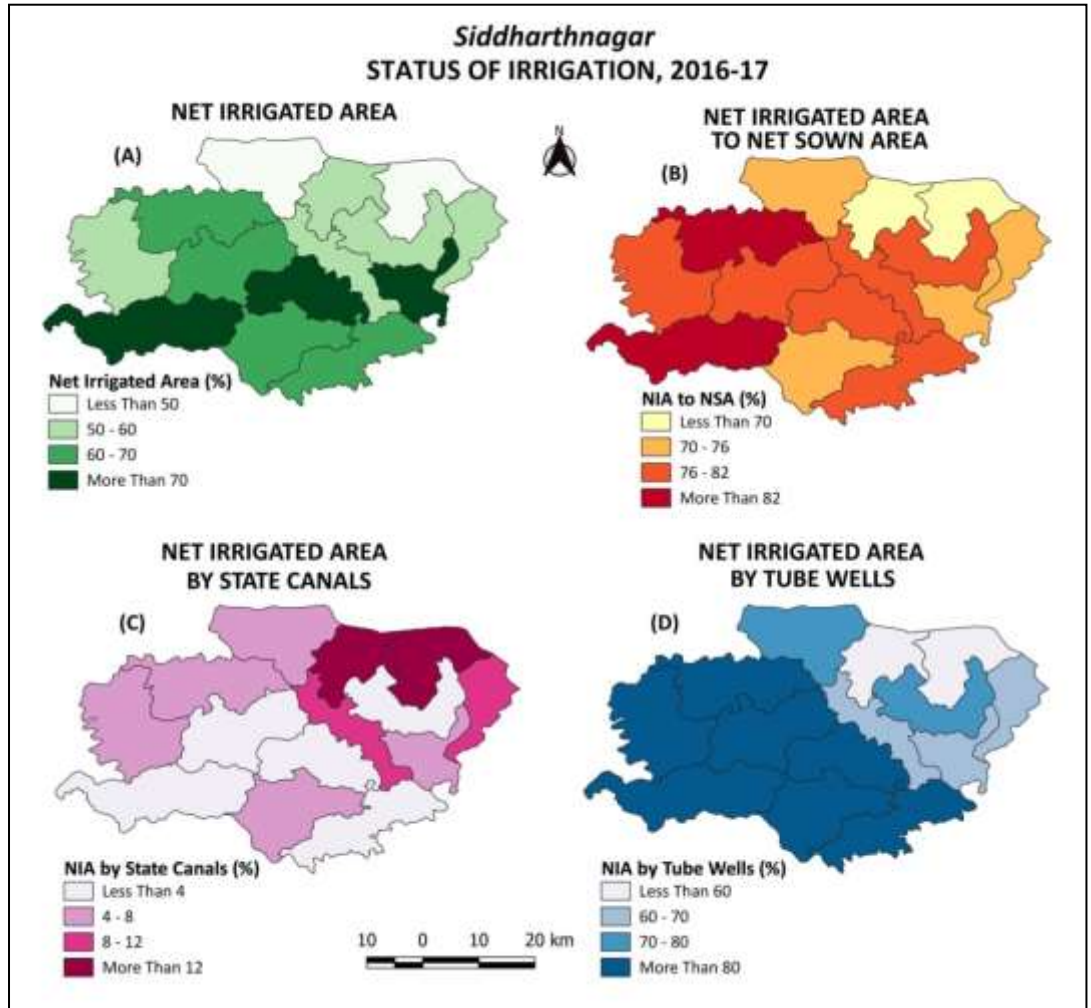 Siddharthnagar
STATUS OF IRRIGATION, 2016-17
NET IRRIGATED AREA
(A)
Net Irrigated Area (%)
Less Than 50
50 - 60
60 - 70
More Than 70
N
NET IRRIGATED AREA
TO NET SOWN AREA
(B)
NIA to NSA (%)
Less Than 70
70 - 76
76 - 82
More Than 82
NET IRRIGATED AREA
BY STATE CANALS
(C)
NIA by State Canals (%)
Less Than 4
4 - 8
8 - 12
More Than 12
NET IRRIGATED AREA
BY TUBE WELLS
(D)
NIA by Tube Wells (%)
Less Than 60
60 - 70
70 - 80
More Than 80
10 0 10 20 km